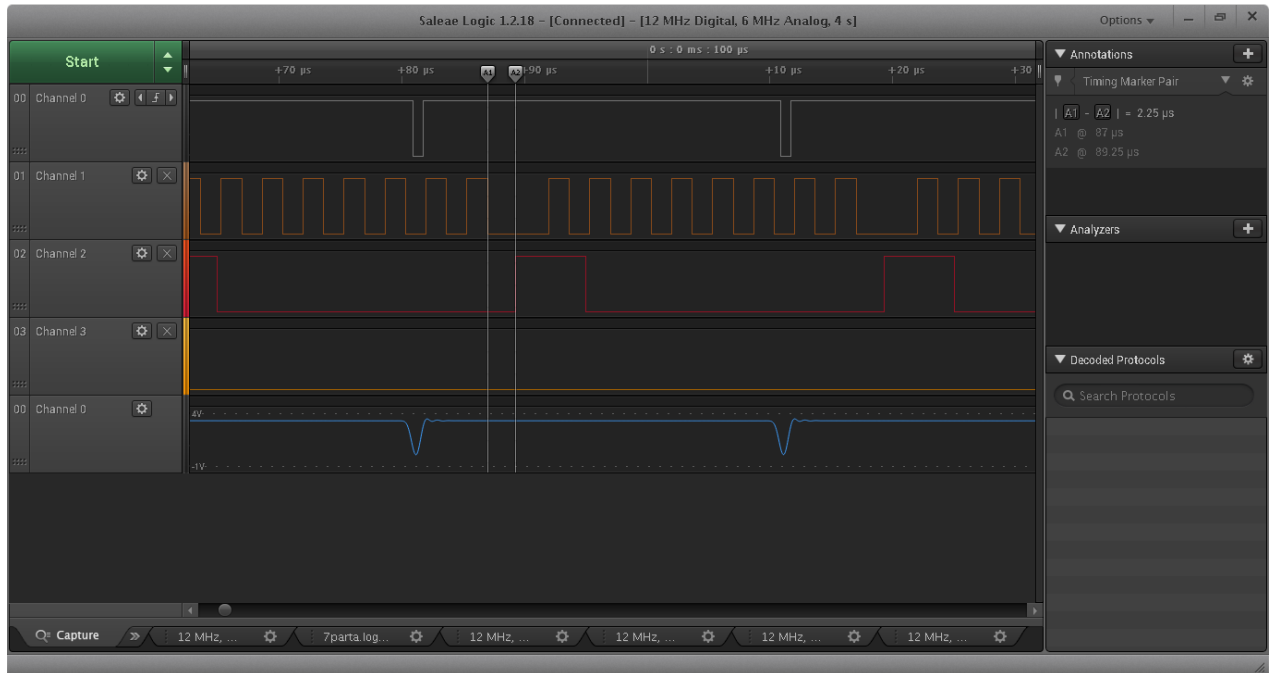 Saleae Logic 1.2.18 – [Connected] – [12 MHz Digital, 6 MHz Analog, 4 s]
Options
Start
0 s : 0 ms : 100 µs
+70 µs
+80 µs
A1
A2
+90 µs
+10 µs
+20 µs
+30
Annotations
Timing Marker Pair
| A1 - A2 | = 2.25 µs
A1 @ 87 µs
A2 @ 89.25 µs
00 Channel 0
01 Channel 1
02 Channel 2
03 Channel 3
00 Channel 0
4V
-1V
Analyzers
Decoded Protocols
Search Protocols
Capture
12 MHz, ...
7parta.log...
12 MHz, ...
12 MHz, ...
12 MHz, ...
12 MHz, ...